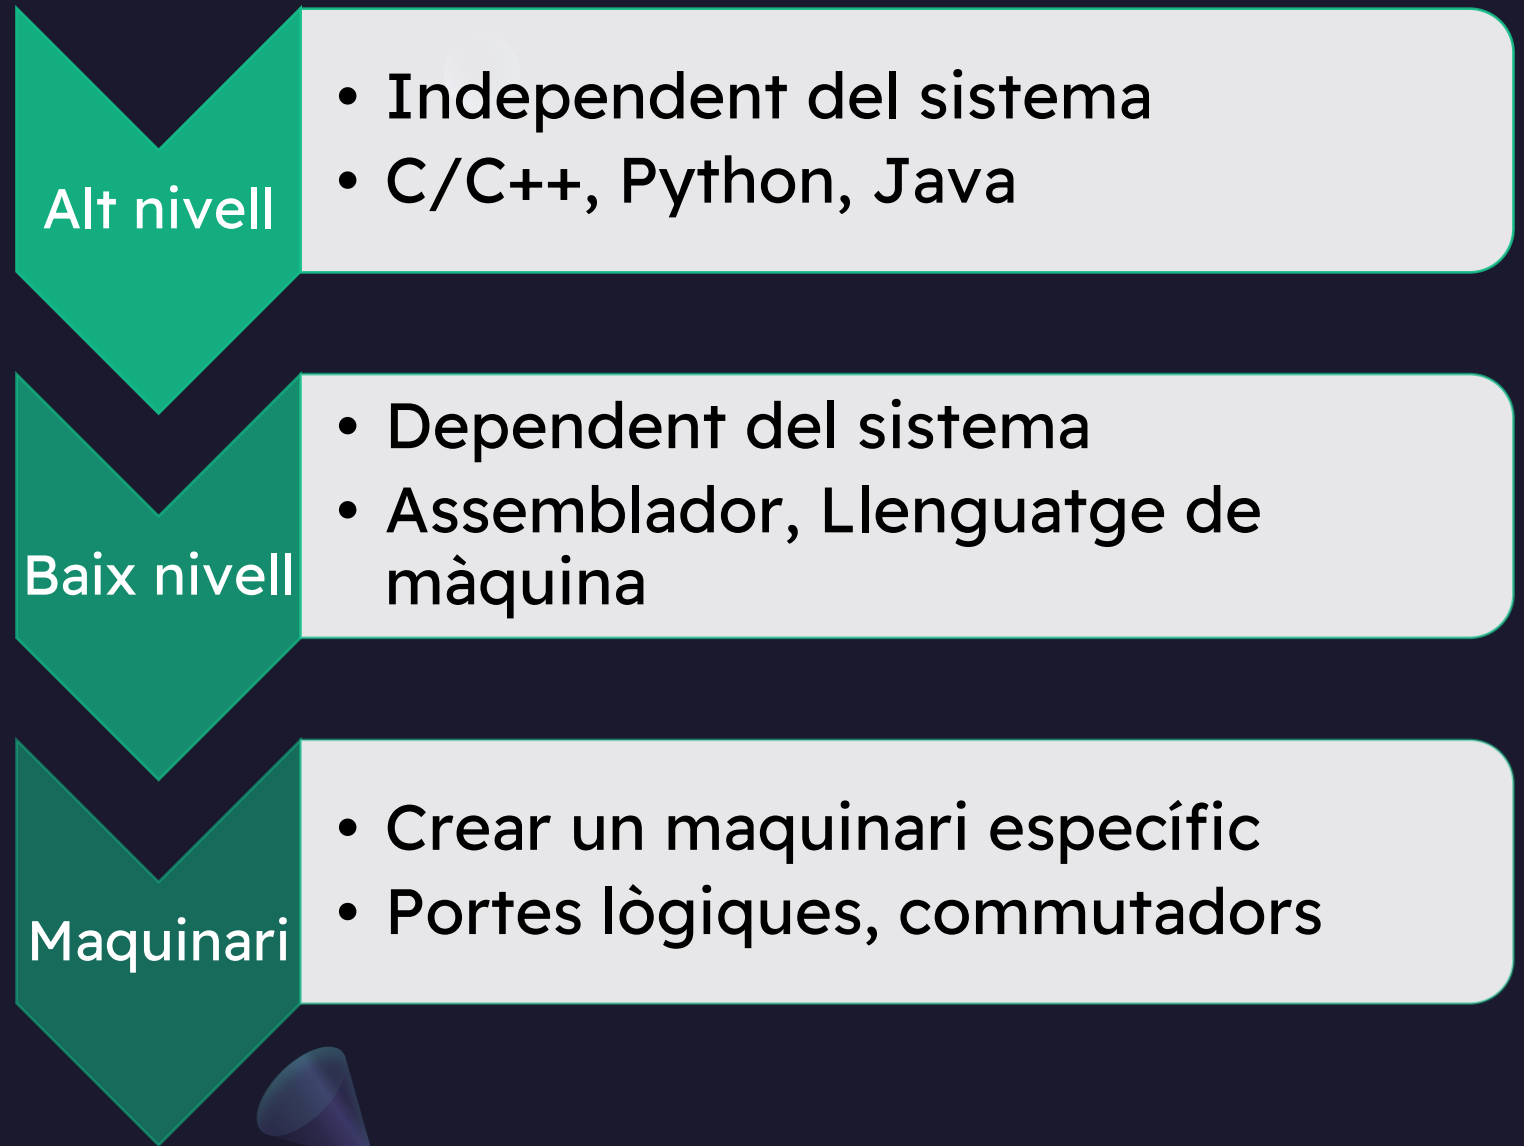 Alt nivell
• Independent del sistema
• C/C++, Python, Java
Baix nivell
• Dependent del sistema
• Assemblador, Llenguatge de
màquina
Maquinari
• Crear un maquinari específic
• Portes lògiques, commutadors